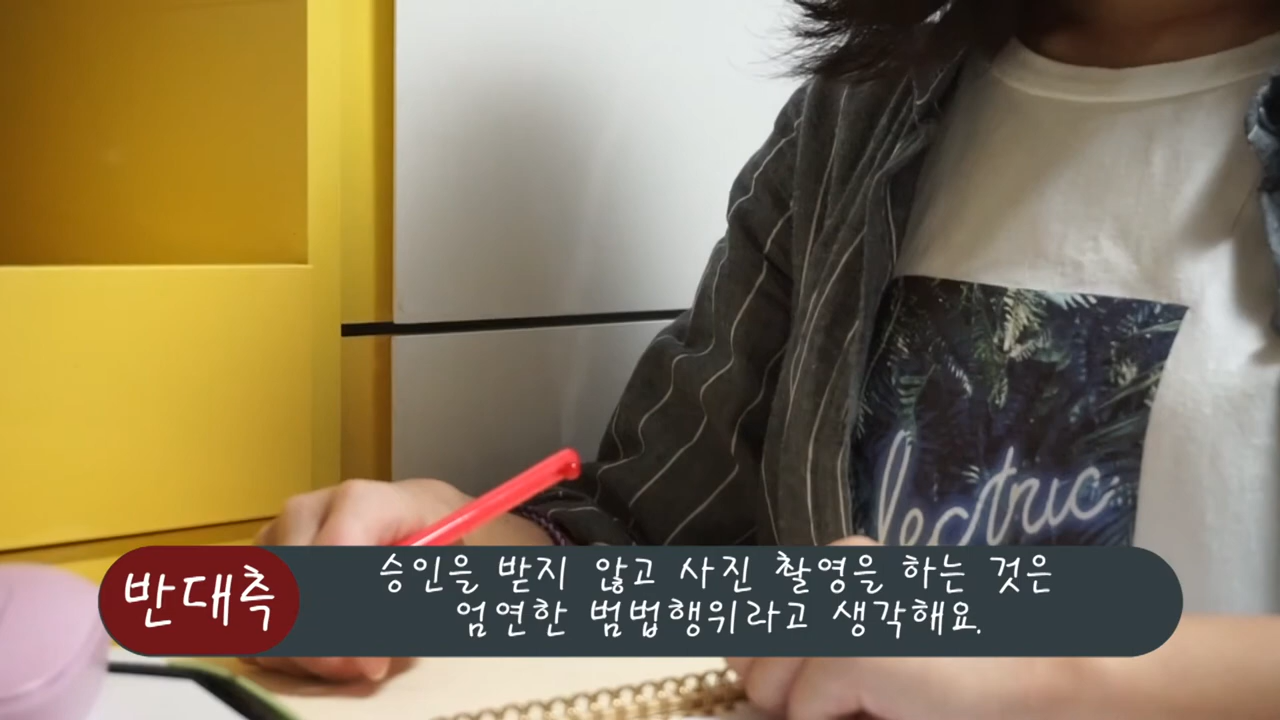 electric
반대측
승인을 받지 않고 사진 촬영을 하는 것은
엄연한 범법행위라고 생각해요.